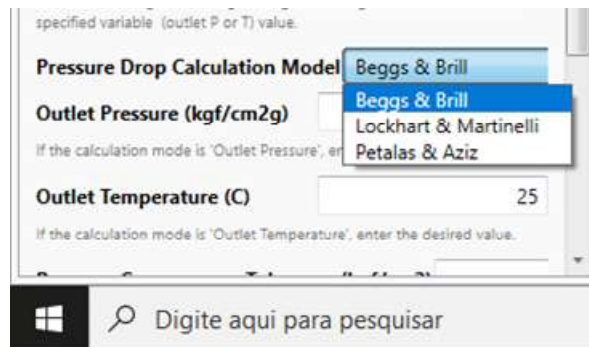 specified variable (outlet P or T) value.
Pressure Drop Calculation Model Beggs & Brill
Beggs & Brill
Lockhart & Martinelli
Petalas & Aziz
Outlet Pressure (kgf/cm2g)
If the calculation mode is 'Outlet Pressure', en
Outlet Temperature (C) 25
If the calculation mode is 'Outlet Temperature', enter the desired value.
Digite aqui para pesquisar